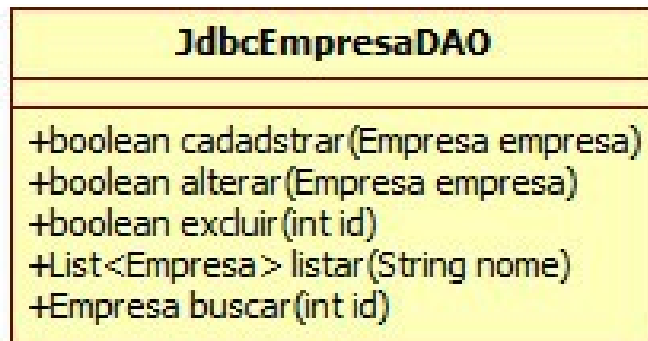 JdbcEmpresaDAO
+boolean cadadstrar(Empresa empresa)
+boolean alterar(Empresa empresa)
+boolean excluir(int id)
+List<Empresa> listar(String nome)
+Empresa buscar(int id)